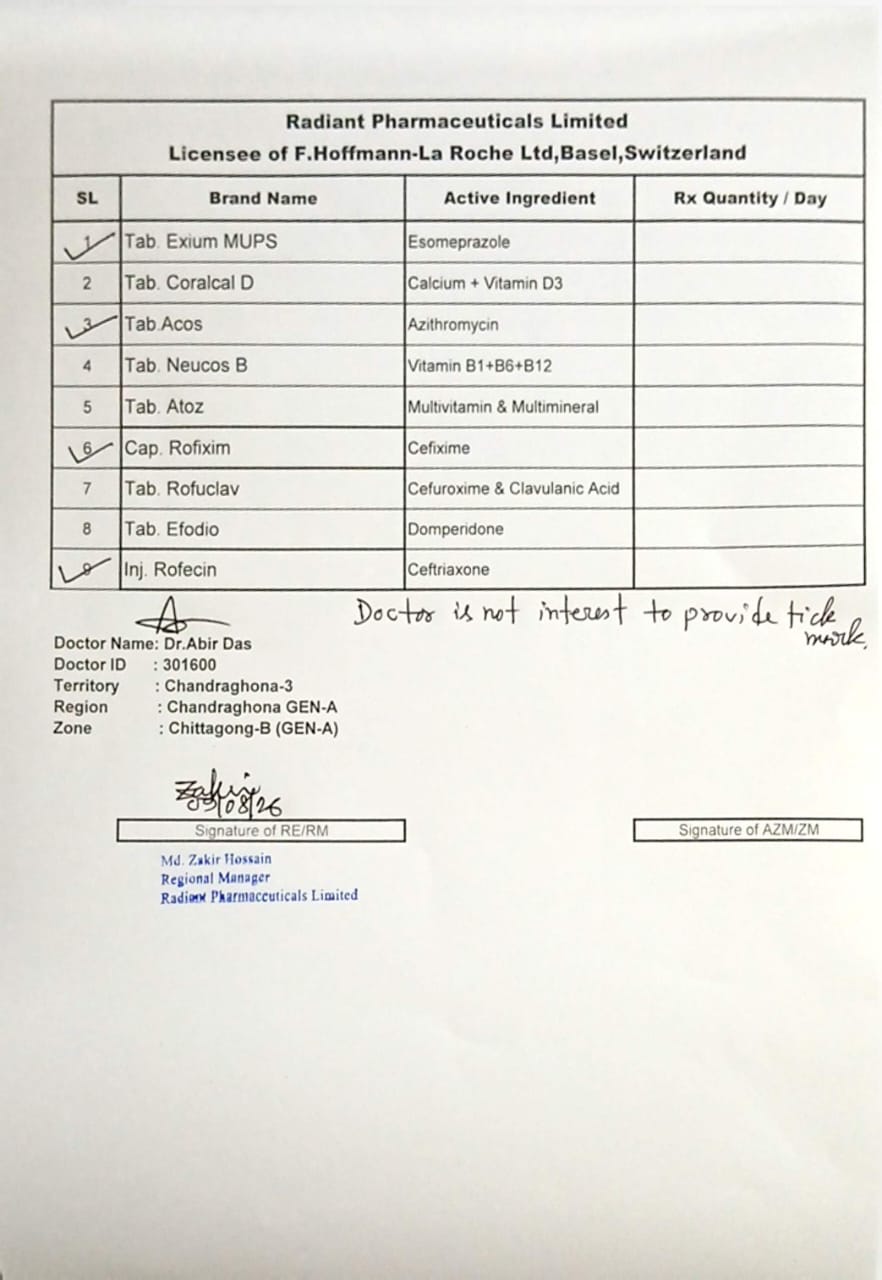 Radiant Pharmaceuticals Limited
Licensee of F.Hoffmann-La Roche Ltd,Basel,Switzerland
SL Brand Name Active Ingredient Rx Quantity / Day
1 Tab. Exium MUPS Esomeprazole
2 Tab. Coralcal D Calcium + Vitamin D3
3 Tab.Acos Azithromycin
4 Tab. Neucos B Vitamin B1+B6+B12
5 Tab. Atoz Multivitamin & Multimineral
6 Cap. Rofixim Cefixime
7 Tab. Rofuclav Cefuroxime & Clavulanic Acid
8 Tab. Efodio Domperidone
9 Inj. Rofecin Ceftriaxone
Doctor is not interest to provide tick
mark.
Doctor Name: Dr.Abir Das
Doctor ID : 301600
Territory : Chandraghona-3
Region : Chandraghona GEN-A
Zone : Chittagong-B (GEN-A)
Zakir
/08/26
Signature of RE/RM Signature of AZM/ZM
Md. Zakir Hossain
Regional Manager
Radiant Pharmaceuticals Limited